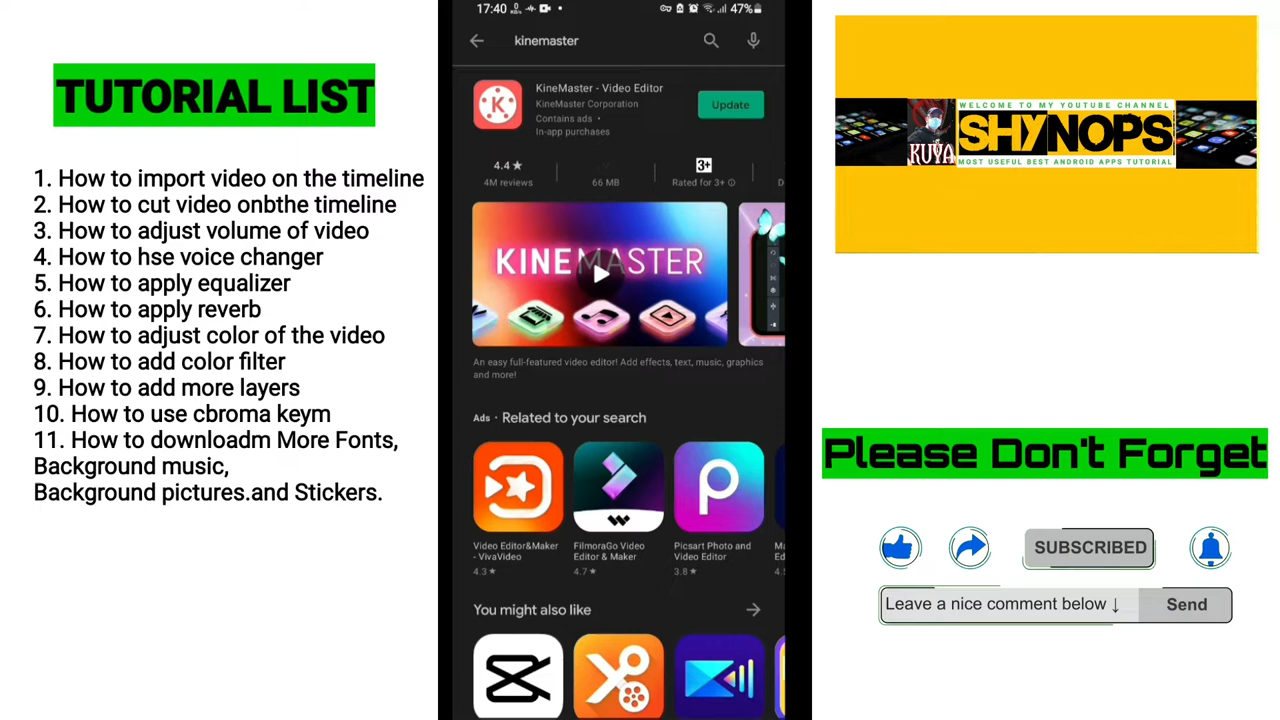 TUTORIAL LIST
1. How to import video on the timeline
2. How to cut video onbthe timeline
3. How to adjust volume of video
4. How to hse voice changer
5. How to apply equalizer
6. How to apply reverb
7. How to adjust color of the video
8. How to add color filter
9. How to add more layers
10. How to use cbroma keym
11. How to downloadm More Fonts,
Background music,
Background pictures.and Stickers.
17:40
47%
kinemaster
KineMaster - Video Editor
KineMaster Corporation
Contains ads •
In-app purchases
Update
4.4★
4M reviews
66 MB
3+
Rated for 3+
KINEMASTER
An easy full-featured video editor! Add effects, text, music, graphics
and more!
Ads • Related to your search
Video Editor&Maker
- VivaVideo
4.3 ★
FilmoraGo Video
Editor & Maker
4.7 ★
Picsart Photo and
Video Editor
3.8 ★
You might also like
WELCOME TO MY YOUTUBE CHANNEL
KUYA
SHYNOPS
MOST USEFUL BEST ANDROID APPS TUTORIAL
Please Don't Forget
SUBSCRIBED
Leave a nice comment below ↓
Send